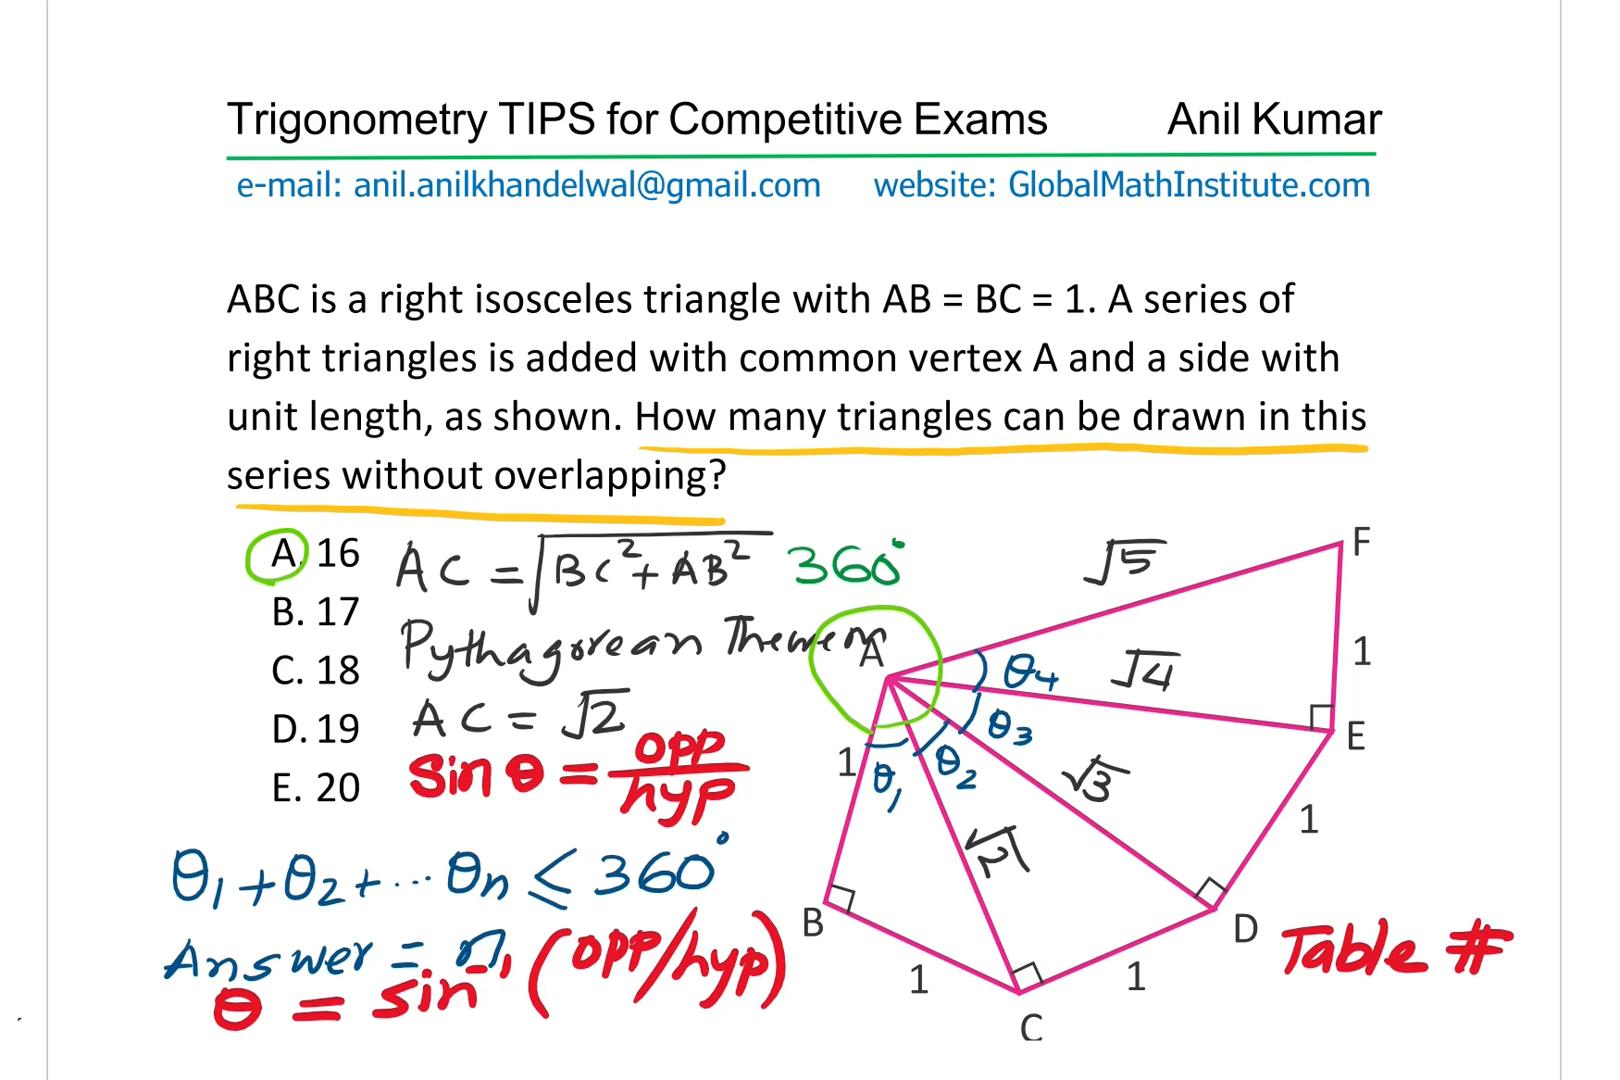 Trigonometry TIPS for Competitive Exams Anil Kumar
e-mail: anil.anilkhandelwal@gmail.com website: GlobalMathInstitute.com
ABC is a right isosceles triangle with AB = BC = 1. A series of
right triangles is added with common vertex A and a side with
unit length, as shown. How many triangles can be drawn in this
series without overlapping?
A. 16
B. 17
C. 18
D. 19
E. 20
AC = √BC² + AB² 360°
Pythagorean Theorem
AC = √2
sin θ = opp/hyp
θ₁ + θ₂ + ... θn ≤ 360°
Answer = n
θ = sin⁻¹ (opp/hyp)
F
√5
A
θ₄
√4
1
θ₃
E
1
θ₁
θ₂
√3
1
√2
B
D
Table #
1
1
C